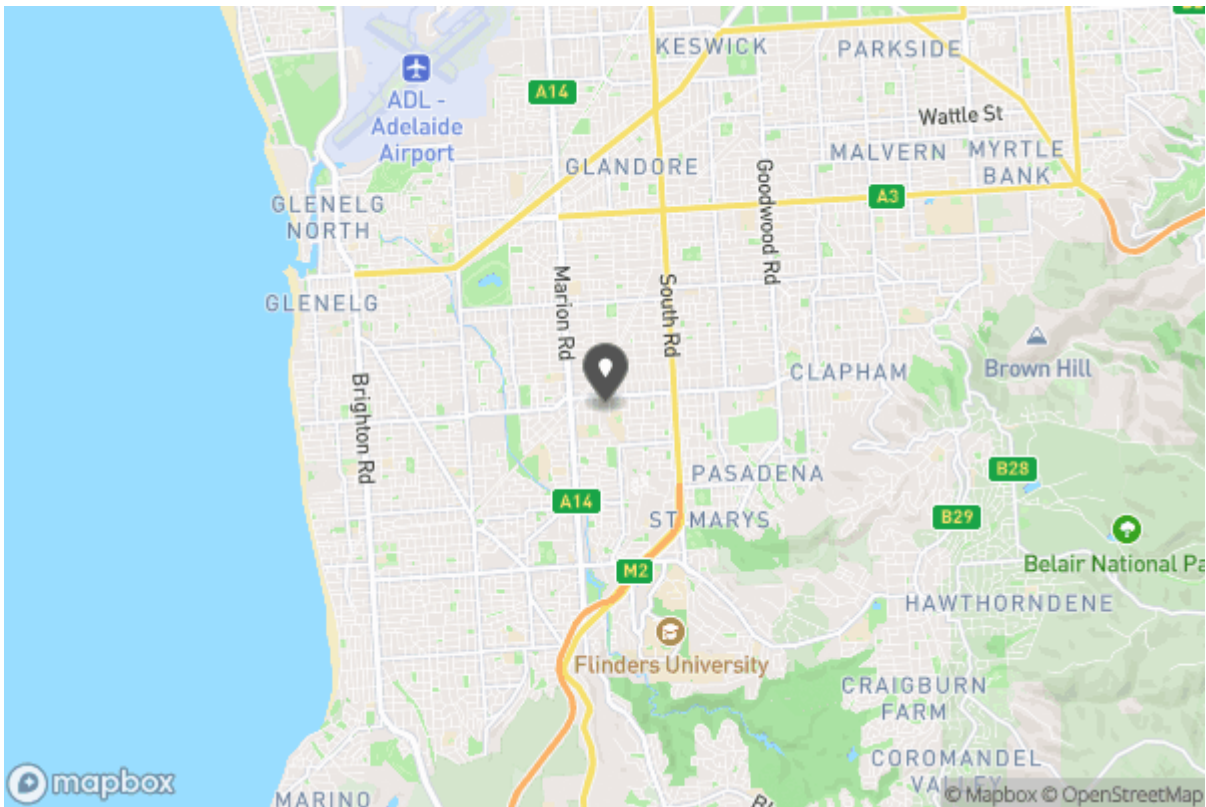 KESWICK
PARKSIDE
A14
ADL -
Adelaide
Airport
Wattle St
GLANDORE
MALVERN
MYRTLE
BANK
Goodwood Rd
A3
GLENELG
NORTH
GLENELG
Marion Rd
South Rd
Brown Hill
CLAPHAM
Brighton Rd
PASADENA
B28
A14
ST MARYS
B29
Belair National Pa
M2
HAWTHORNDENE
Flinders University
CRAIGBURN
FARM
COROMANDEL
VALLEY
mapbox
MARINO
© Mapbox © OpenStreetMap